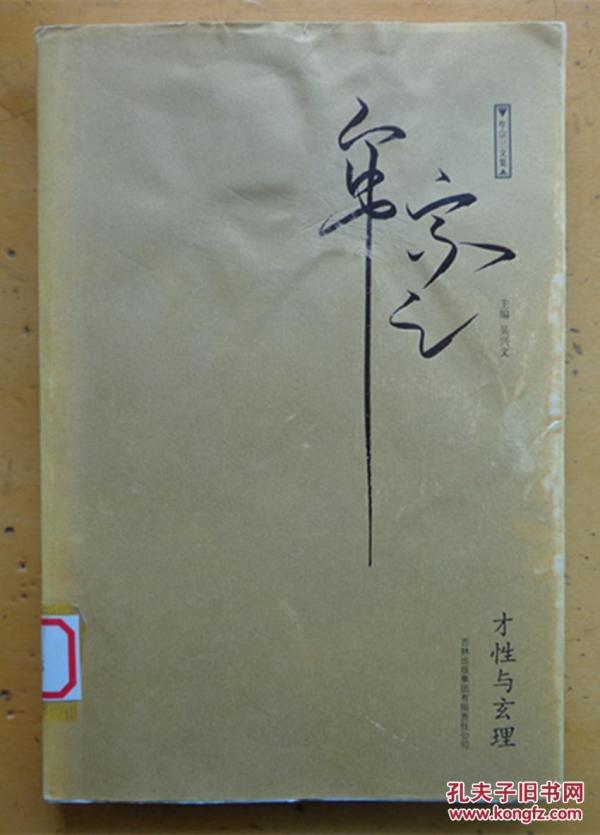 牟宗三文集
牟宗三
主编 吴兴文
才性与玄理
吉林出版集团有限责任公司
孔夫子旧书网
www.kongfz.com